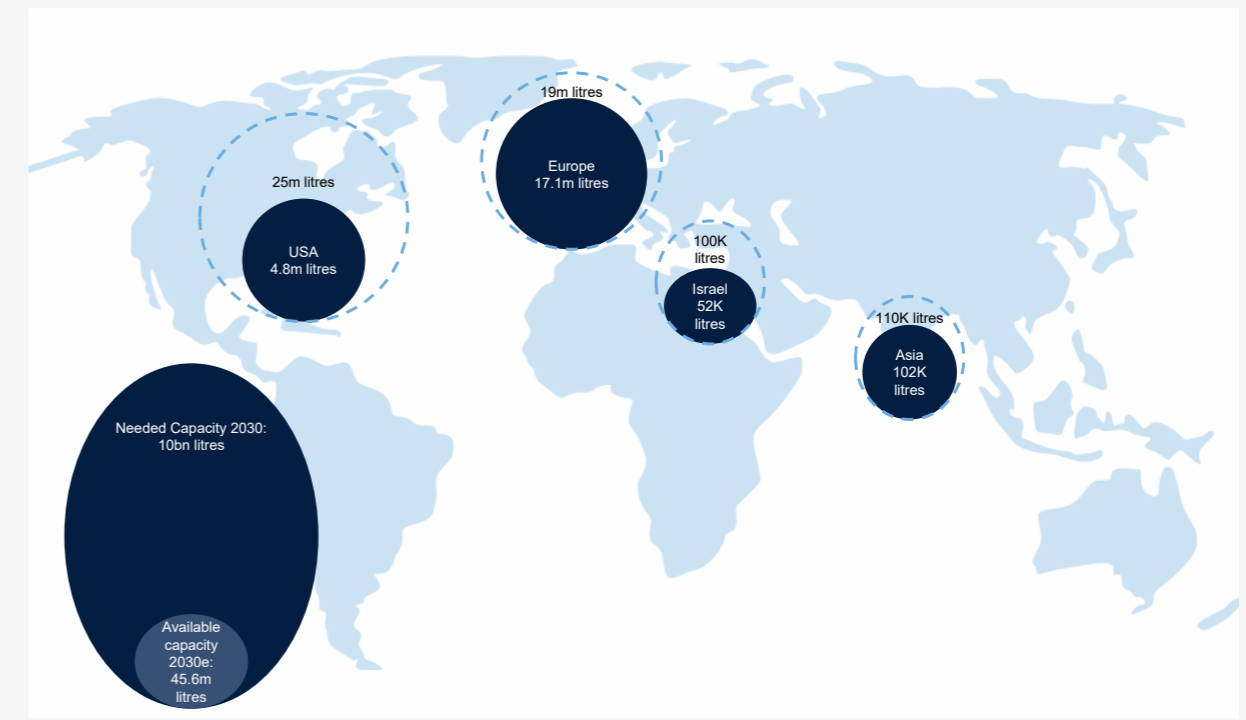 19m litres
Europe
17.1m litres
25m litres
USA
4.8m litres
100K
litres
Israel
52K
litres
110K litres
Asia
102K
litres
Needed Capacity 2030:
10bn litres
Available
capacity
2030e:
45.6m
litres